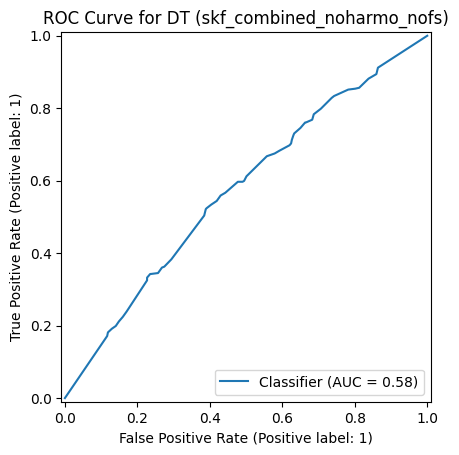 ROC Curve for DT (skf_combined_noharmo_nofs)
1.0
0.8
0.6
0.4
0.2
0.0
True Positive Rate (Positive label: 1)
Classifier (AUC = 0.58)
0.0 0.2 0.4 0.6 0.8 1.0
False Positive Rate (Positive label: 1)